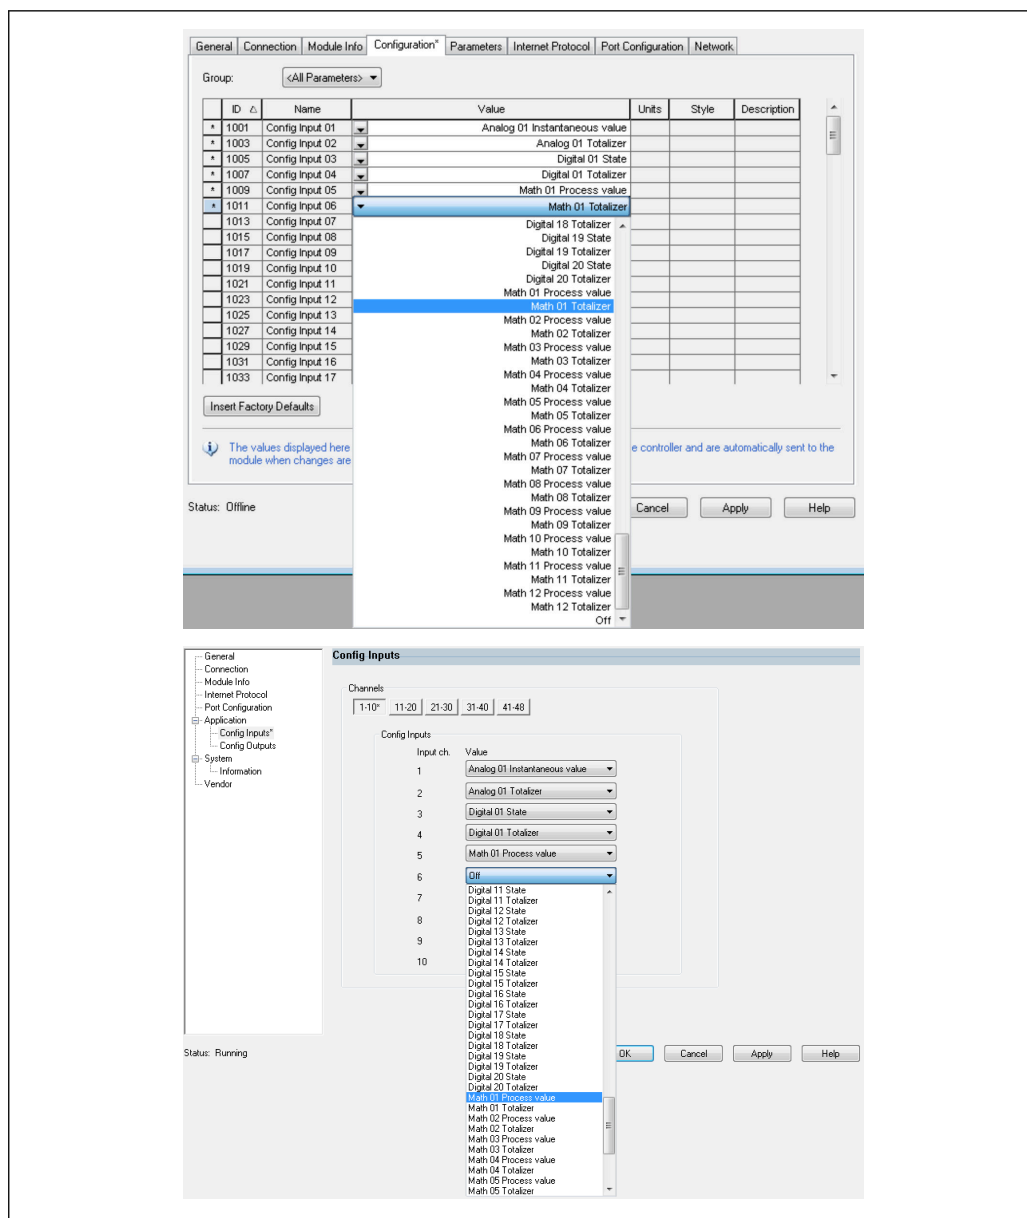 General Connection Module Info Configuration* Parameters Internet Protocol Port Configuration Network
Group: <All Parameters>
ID Name Value Units Style Description
* 1001 Config Input 01 Analog 01 Instantaneous value
* 1003 Config Input 02 Analog 01 Totalizer
* 1005 Config Input 03 Digital 01 State
* 1007 Config Input 04 Digital 01 Totalizer
* 1009 Config Input 05 Math 01 Process value
* 1011 Config Input 06 Math 01 Totalizer
1013 Config Input 07
1015 Config Input 08
1017 Config Input 09
1019 Config Input 10
1021 Config Input 11
1023 Config Input 12
1025 Config Input 13
1027 Config Input 14
1029 Config Input 15
1031 Config Input 16
1033 Config Input 17
Digital 18 Totalizer
Digital 19 State
Digital 19 Totalizer
Digital 20 State
Digital 20 Totalizer
Math 01 Process value
Math 01 Totalizer
Math 02 Process value
Math 02 Totalizer
Math 03 Process value
Math 03 Totalizer
Math 04 Process value
Math 04 Totalizer
Math 05 Process value
Math 05 Totalizer
Math 06 Process value
Math 06 Totalizer
Math 07 Process value
Math 07 Totalizer
Math 08 Process value
Math 08 Totalizer
Math 09 Process value
Math 09 Totalizer
Math 10 Process value
Math 10 Totalizer
Math 11 Process value
Math 11 Totalizer
Math 12 Process value
Math 12 Totalizer
Off
Insert Factory Defaults
The values displayed here e controller and are automatically sent to the
module when changes are
Status: Offline Cancel Apply Help
General
Connection
Module Info
Internet Protocol
Port Configuration
Application
Config Inputs*
Config Outputs
System
Information
Vendor
Config Inputs
Channels
1-10* 11-20 21-30 31-40 41-48
Config Inputs
Input ch. Value
1 Analog 01 Instantaneous value
2 Analog 01 Totalizer
3 Digital 01 State
4 Digital 01 Totalizer
5 Math 01 Process value
6 Off
7
8
9
10
Digital 11 State
Digital 11 Totalizer
Digital 12 State
Digital 12 Totalizer
Digital 13 State
Digital 13 Totalizer
Digital 14 State
Digital 14 Totalizer
Digital 15 State
Digital 15 Totalizer
Digital 16 State
Digital 16 Totalizer
Digital 17 State
Digital 17 Totalizer
Digital 18 State
Digital 18 Totalizer
Digital 19 State
Digital 19 Totalizer
Digital 20 State
Digital 20 Totalizer
Math 01 Process value
Math 01 Totalizer
Math 02 Process value
Math 02 Totalizer
Math 03 Process value
Math 03 Totalizer
Math 04 Process value
Math 04 Totalizer
Math 05 Process value
Math 05 Totalizer
Status: Running OK Cancel Apply Help